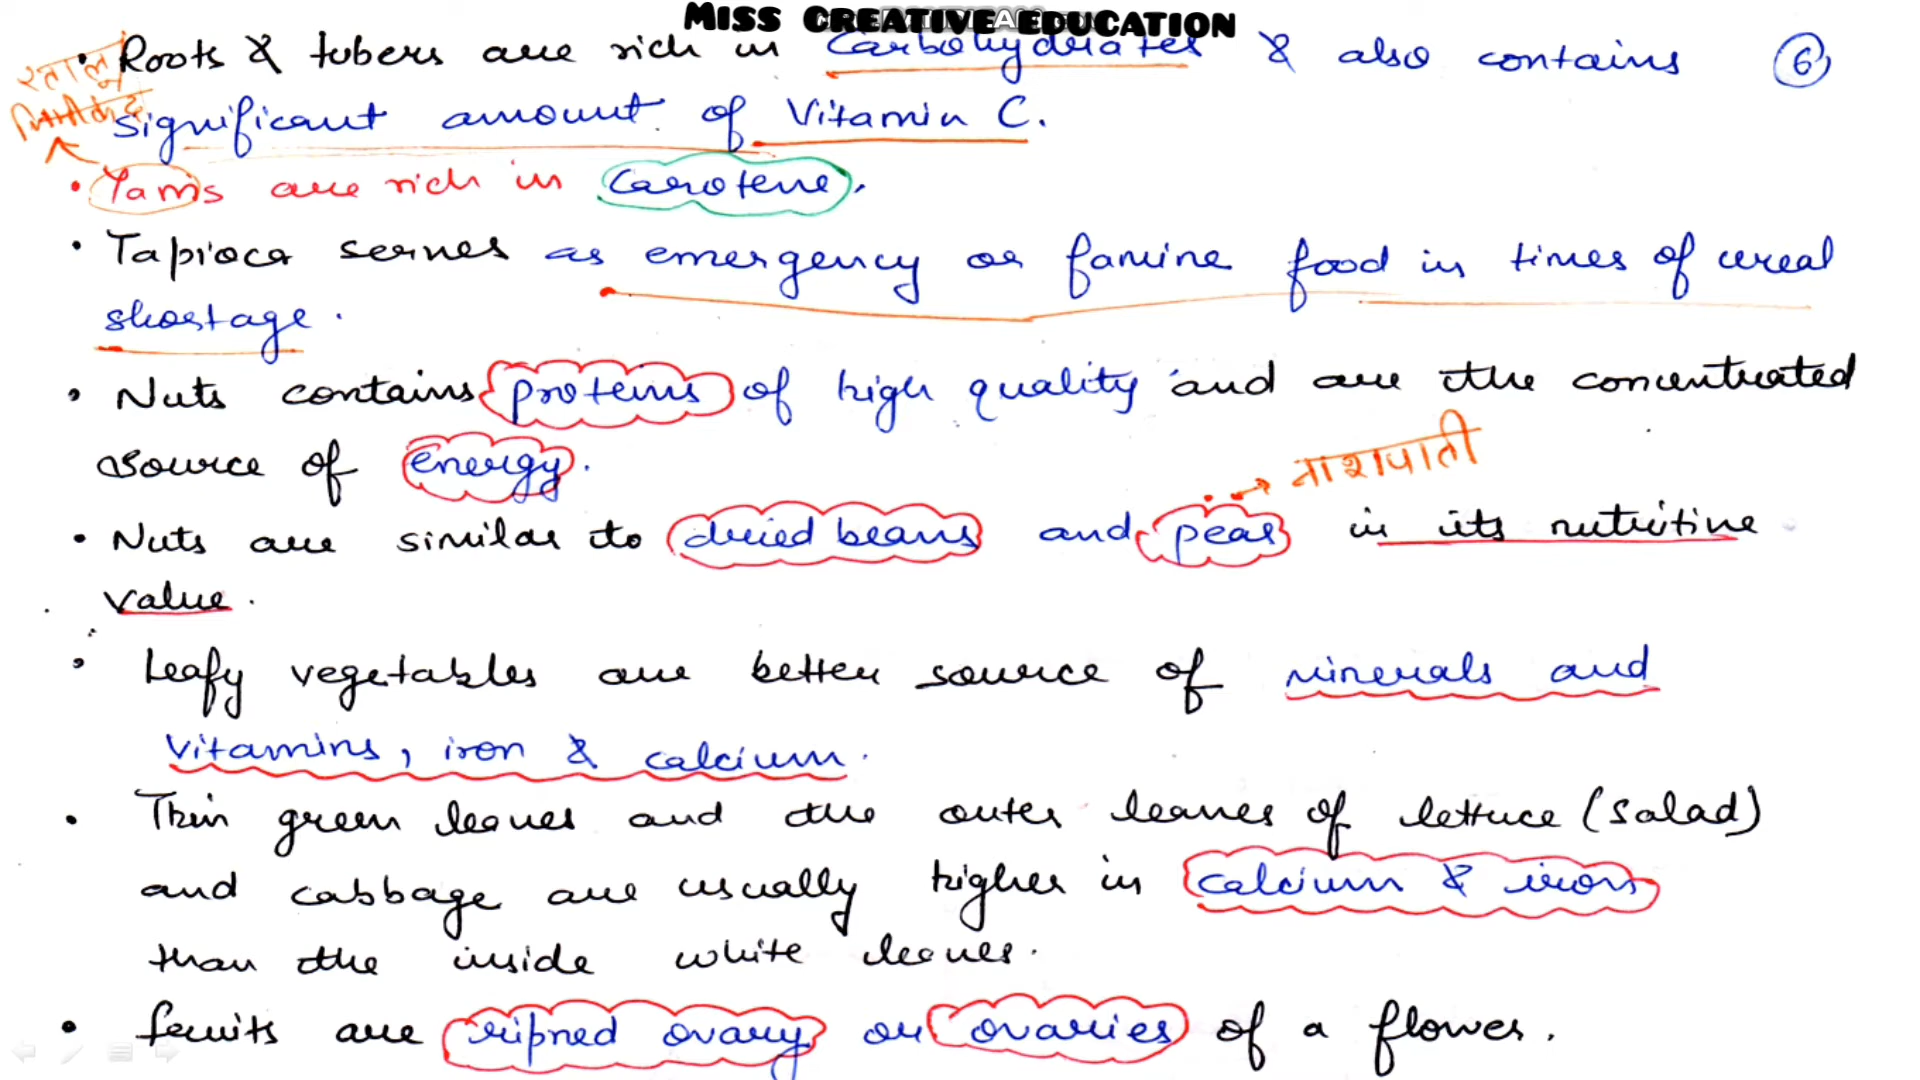 MISS CREATIVE EDUCATION
• Roots & tubers are rich in Carbohydrates & also contains 6
रतालू
significant amount of Vitamin C.
• Yams are rich in Carotene.
• Tapioca serves as emergency or famine food in times of cereal
shortage.
• Nuts contains proteins of high quality and are the concentrated
source of energy.
नाशपाती
• Nuts are similar to dried beans and peas in its nutritive
value.
• Leafy vegetables are better source of minerals and
vitamins, iron & calcium.
• Thin green leaves and the outer leaves of lettuce (salad)
and cabbage are usually higher in calcium & iron
than the inside white leaves.
• fruits are ripned ovary or ovaries of a flower.